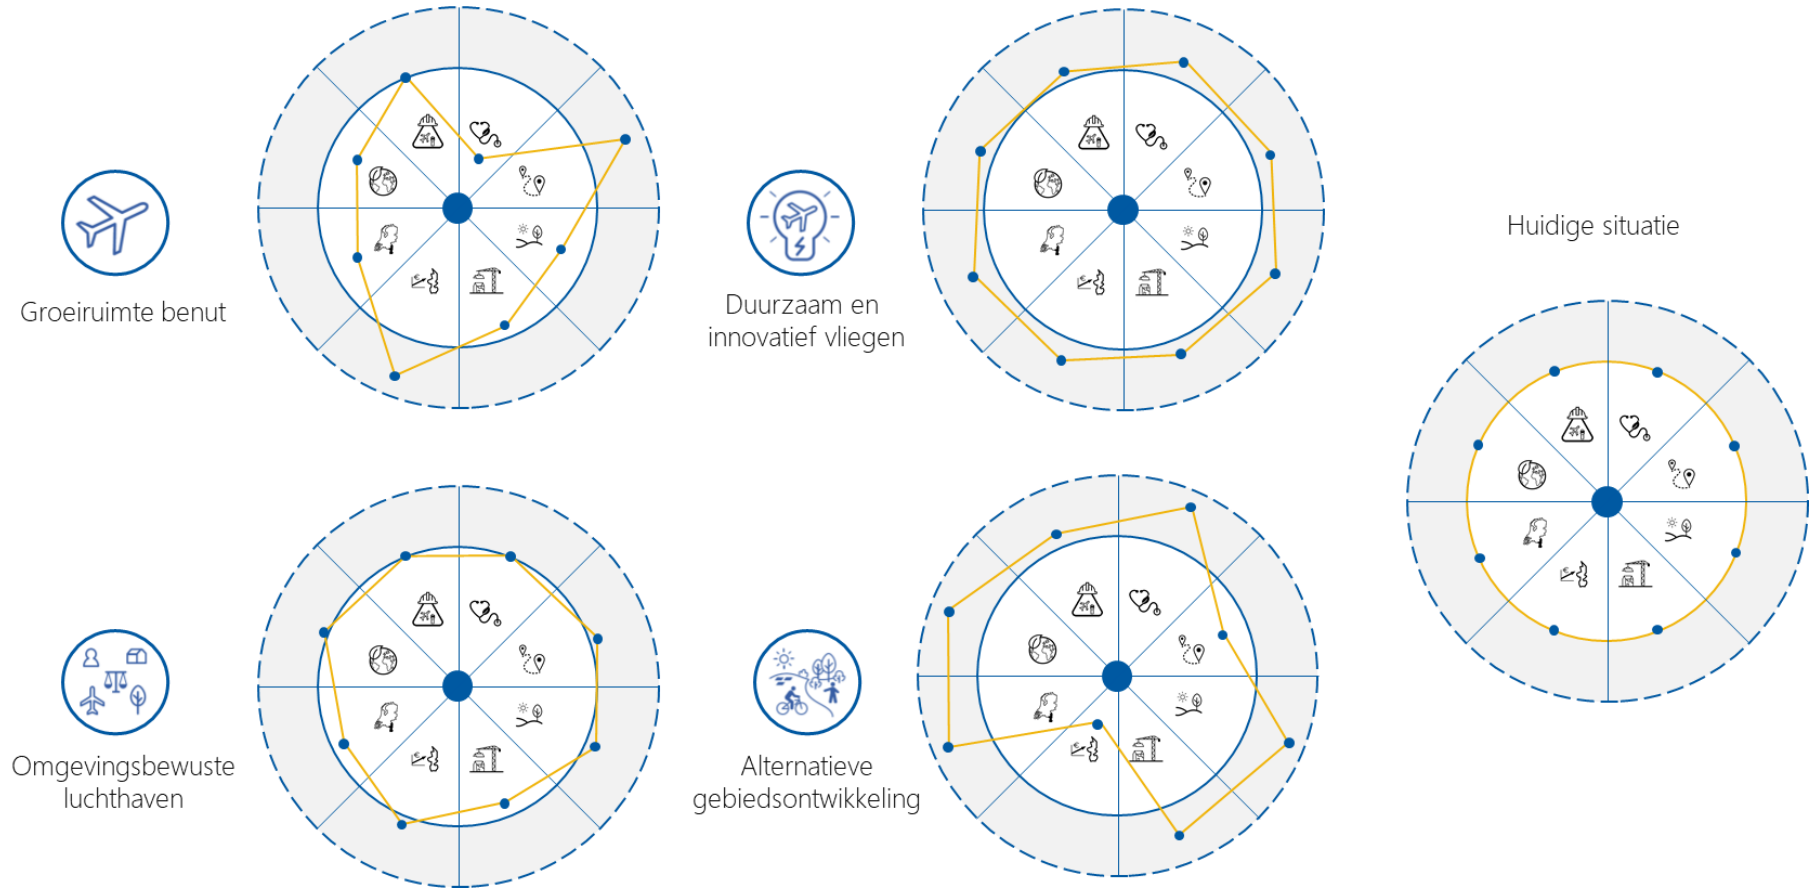 Groeiruimte benut
Duurzaam en
innovatief vliegen
Huidige situatie
Omgevingsbewuste
luchthaven
Alternatieve
gebiedsontwikkeling